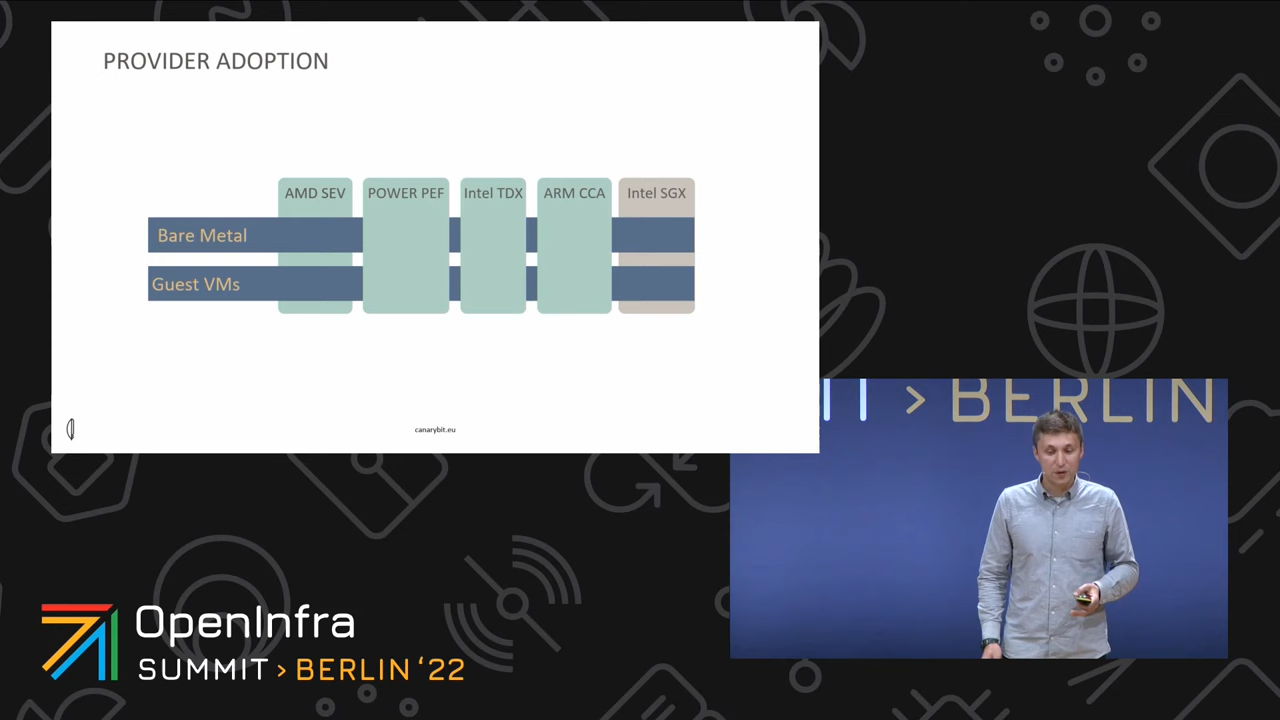 PROVIDER ADOPTION
AMD SEV
POWER PEF
Intel TDX
ARM CCA
Intel SGX
Bare Metal
Guest VMs
canarybit.eu
> BERLIN
OpenInfra
SUMMIT > BERLIN '22